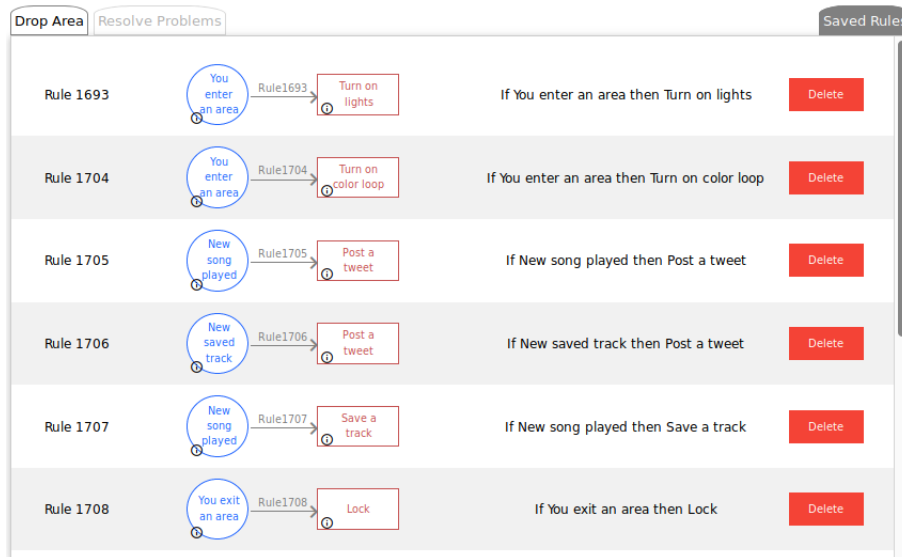 Drop Area Resolve Problems Saved Rules
Rule 1693
You
enter
an area
Rule1693
Turn on
lights
If You enter an area then Turn on lights
Delete
Rule 1704
You
enter
an area
Rule1704
Turn on
color loop
If You enter an area then Turn on color loop
Delete
Rule 1705
New
song
played
Rule1705
Post a
tweet
If New song played then Post a tweet
Delete
Rule 1706
New
saved
track
Rule1706
Post a
tweet
If New saved track then Post a tweet
Delete
Rule 1707
New
song
played
Rule1707
Save a
track
If New song played then Save a track
Delete
Rule 1708
You exit
an area
Rule1708
Lock
If You exit an area then Lock
Delete